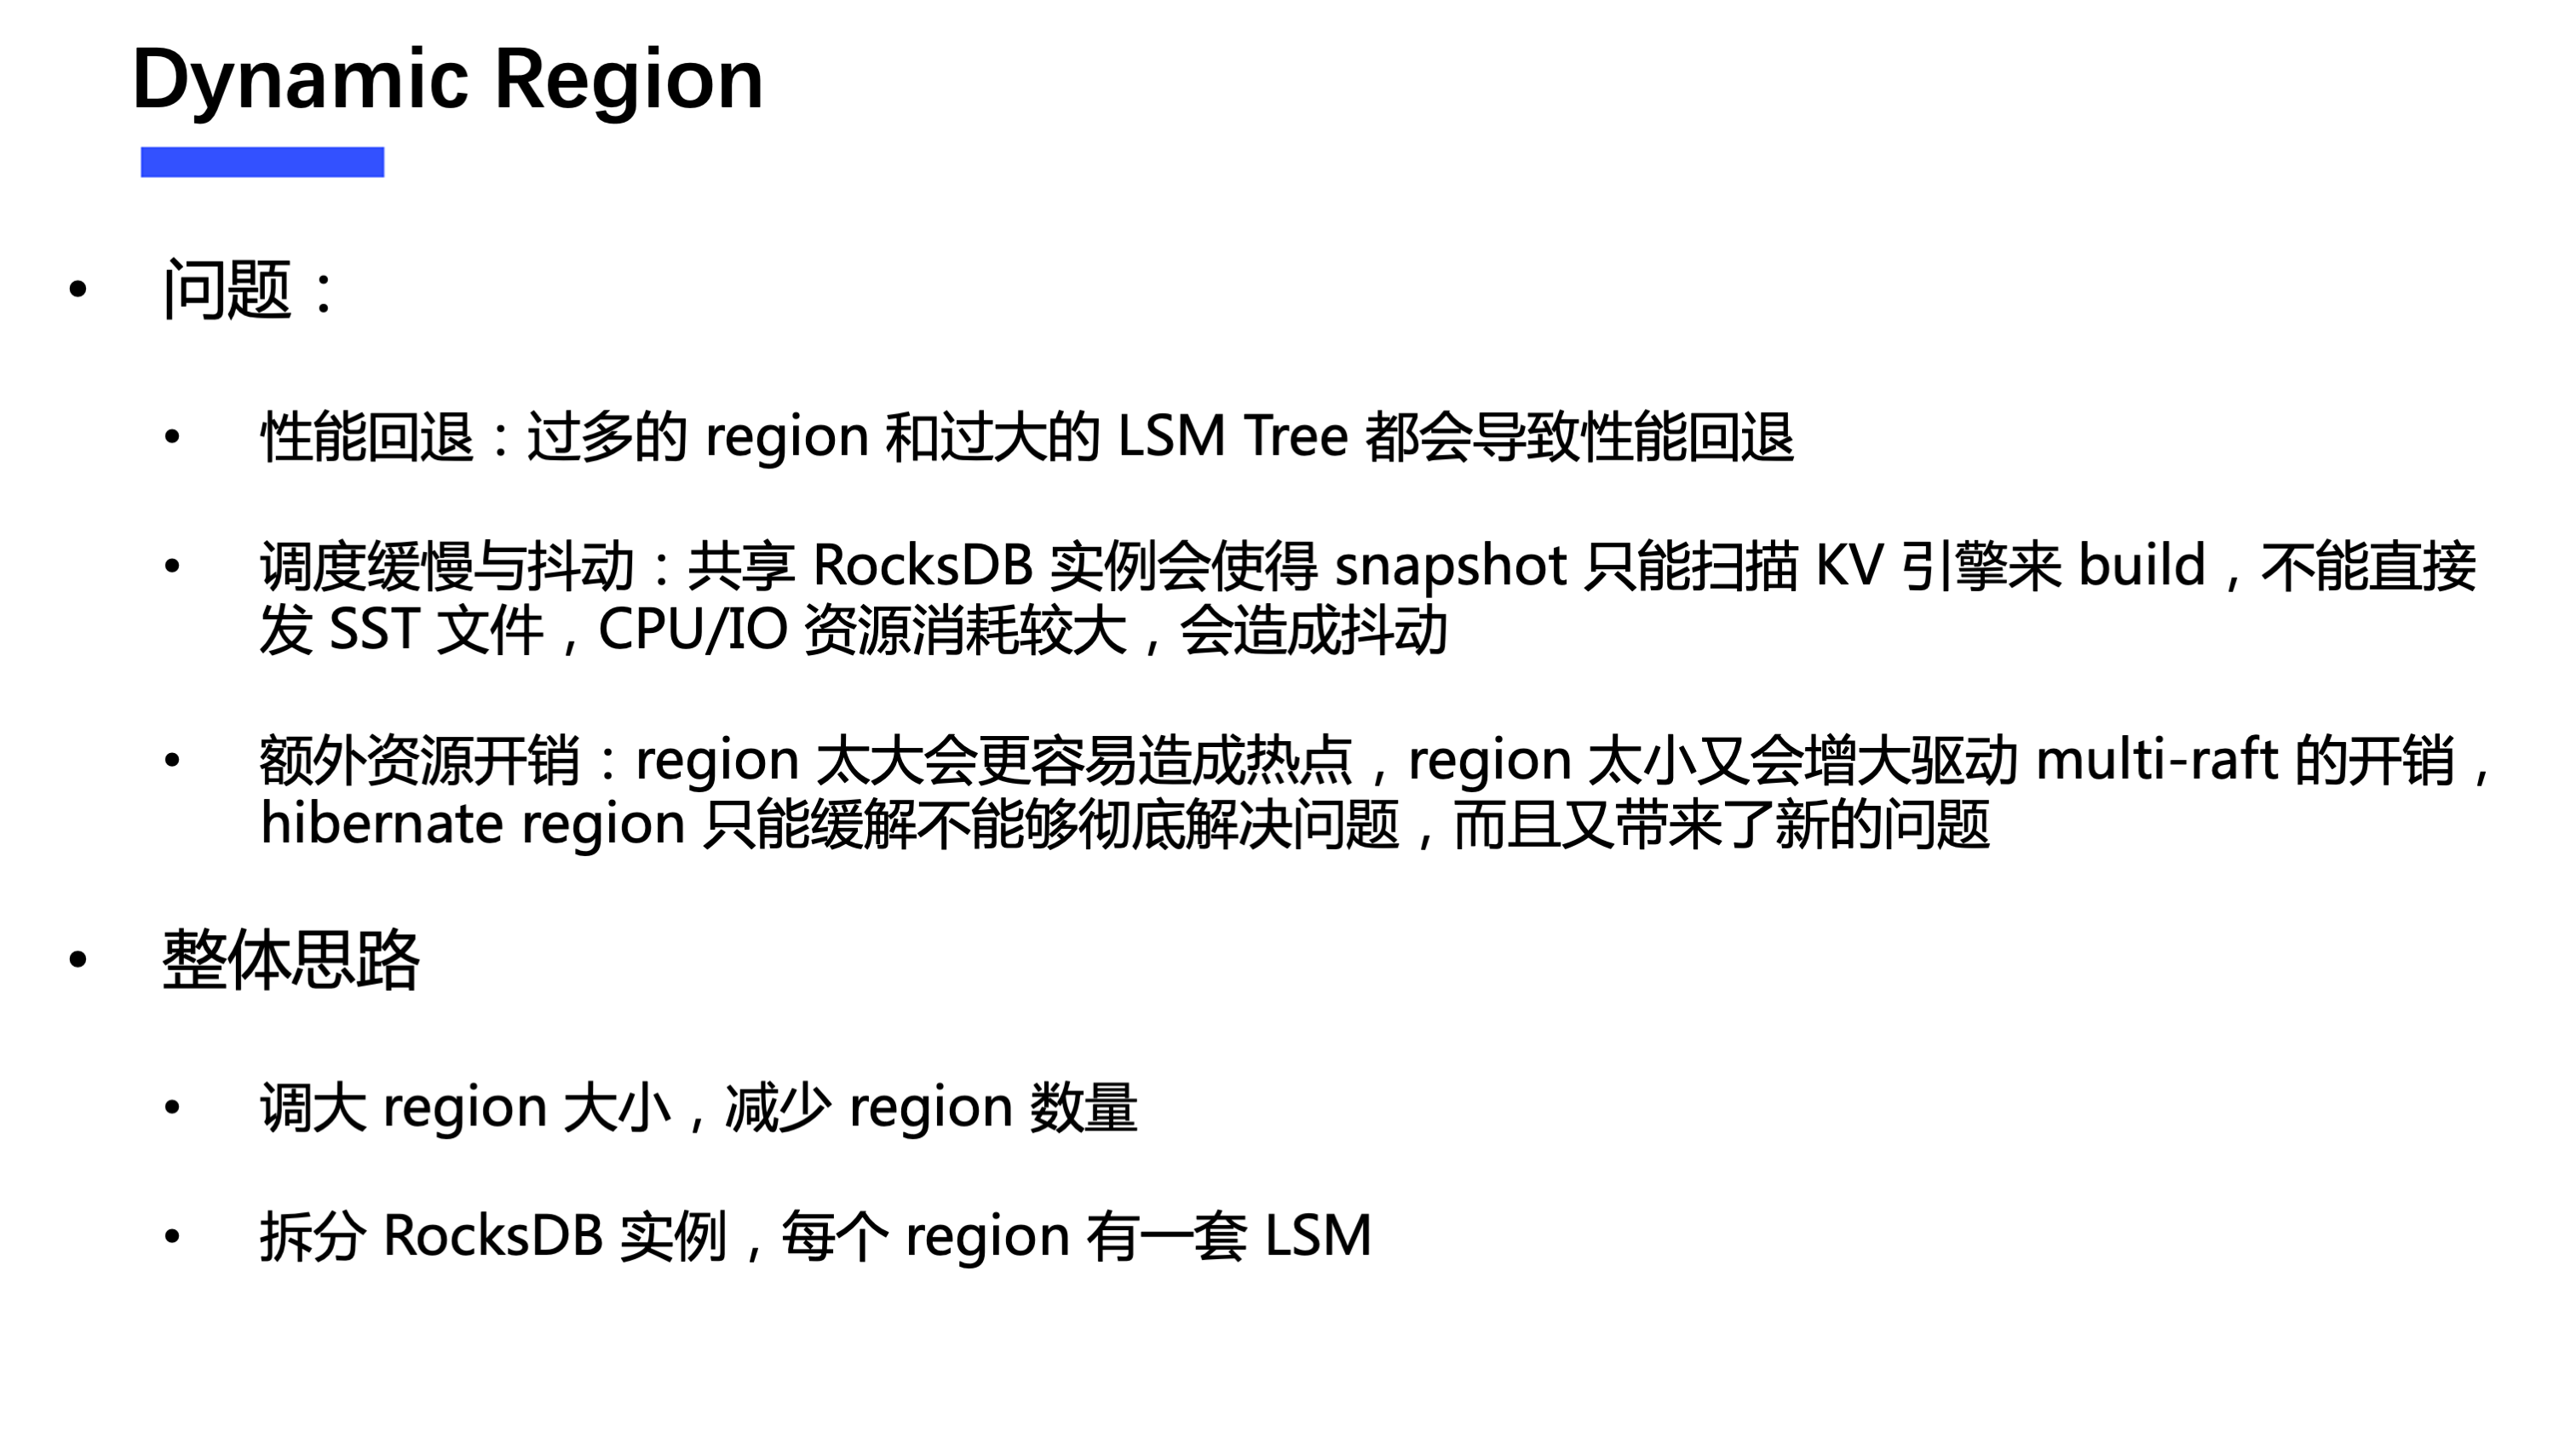 Dynamic Region
• 问题：
• 性能回退：过多的 region 和过大的 LSM Tree 都会导致性能回退
• 调度缓慢与抖动：共享 RocksDB 实例会使得 snapshot 只能扫描 KV 引擎来 build，不能直接
发 SST 文件，CPU/IO 资源消耗较大，会造成抖动
• 额外资源开销：region 太大会更容易造成热点，region 太小又会增大驱动 multi-raft 的开销，
hibernate region 只能缓解不能够彻底解决问题，而且又带来了新的问题
• 整体思路
• 调大 region 大小，减少 region 数量
• 拆分 RocksDB 实例，每个 region 有一套 LSM